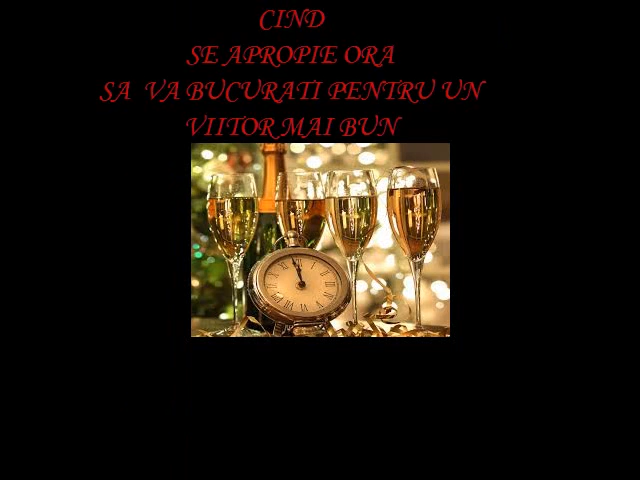 CIND
SE APROPIE ORA
SA VA BUCURATI PENTRU UN
VIITOR MAI BUN